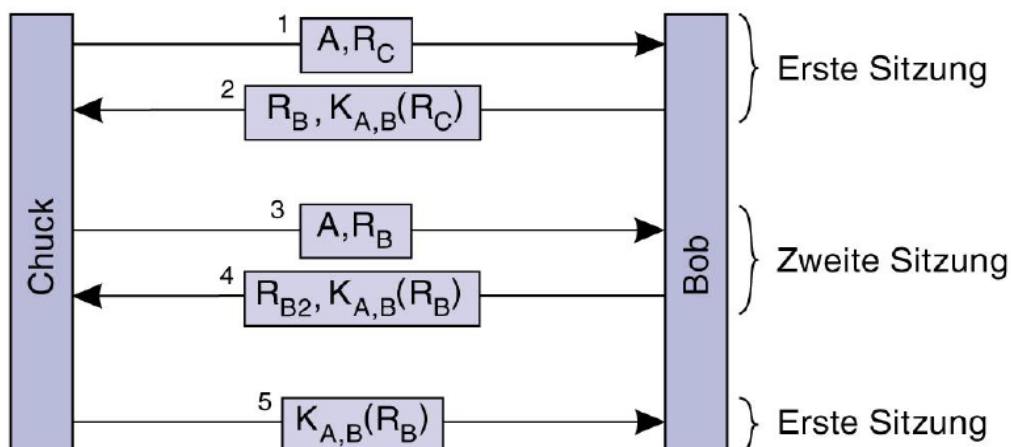 1 A,R_C
Erste Sitzung
2 R_B, K_A,B(R_C)
Chuck
Bob
3 A,R_B
Zweite Sitzung
4 R_B2, K_A,B(R_B)
5 K_A,B(R_B)
Erste Sitzung